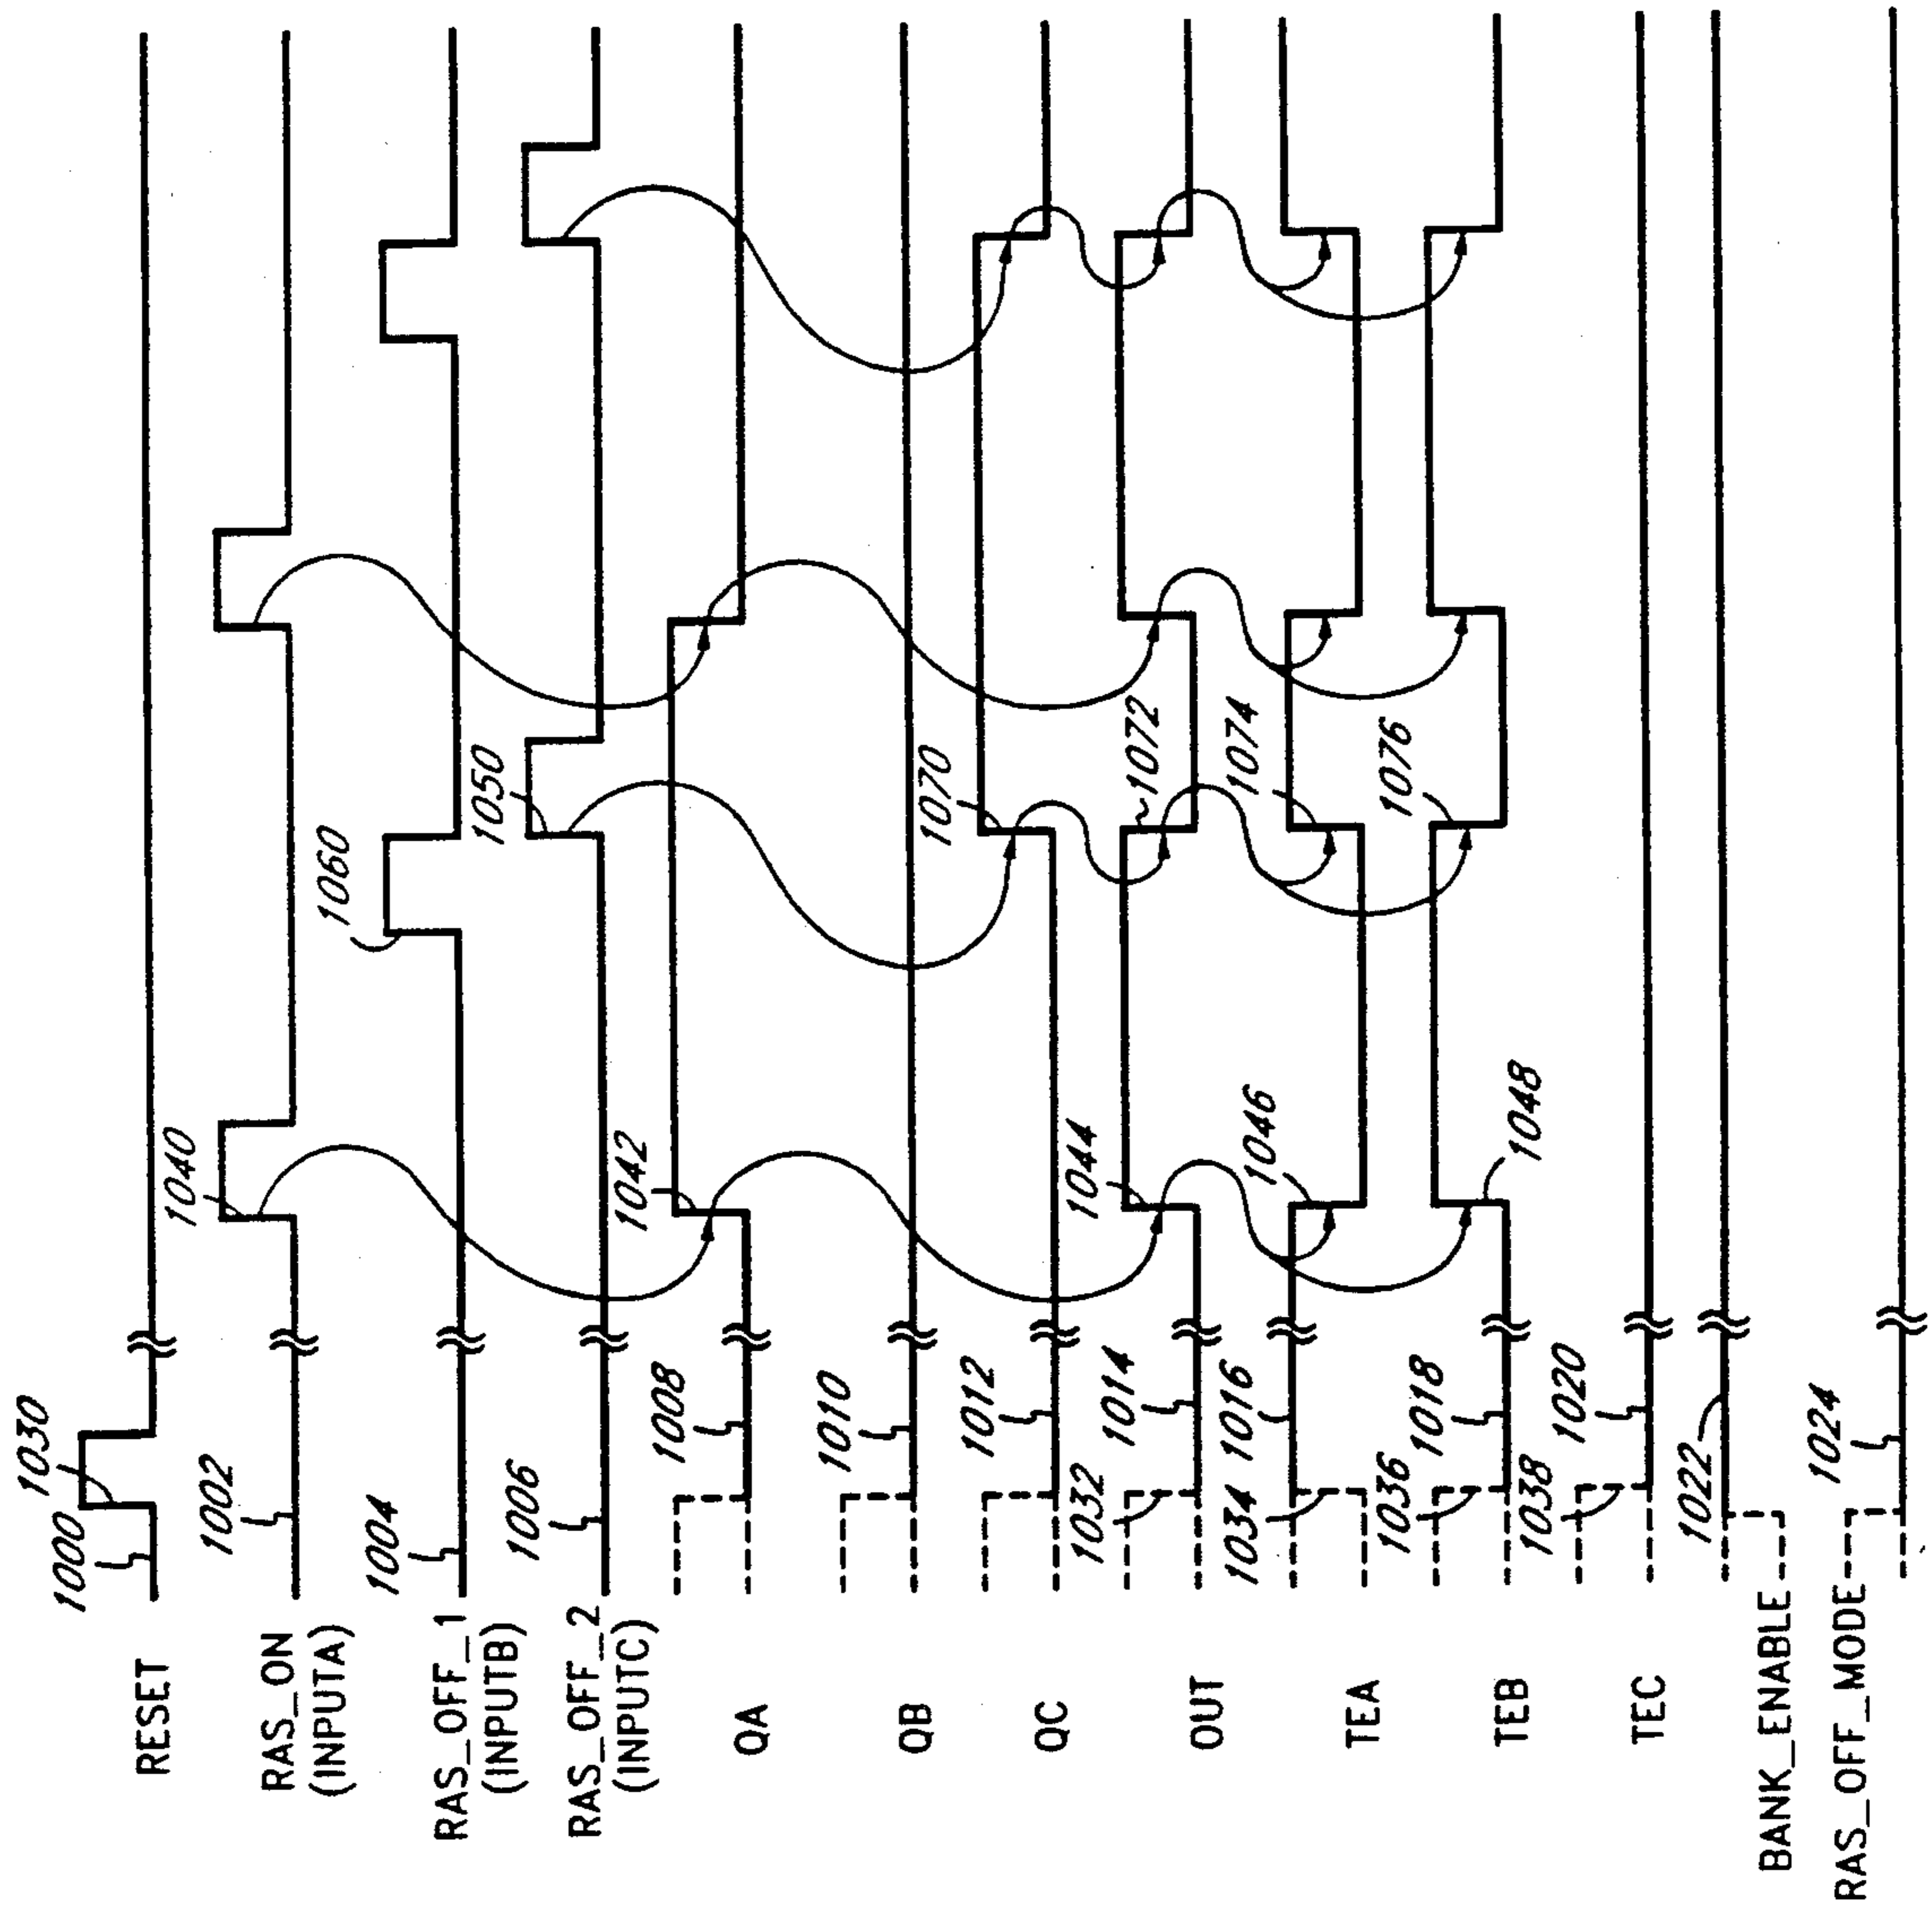 RESET
1000
1030
RAS_ON
(INPUTA)
1002
1040
RAS_OFF_1
(INPUTB)
1004
1060
RAS_OFF_2
(INPUTC)
1006
1050
QA
1008
1042
QB
1010
QC
1012
1070
OUT
1032
1014
1044
1072
TEA
1034
1016
1046
1074
TEB
1036
1018
1048
1076
TEC
1038
1020
BANK_ENABLE
1022
RAS_OFF_MODE
1024